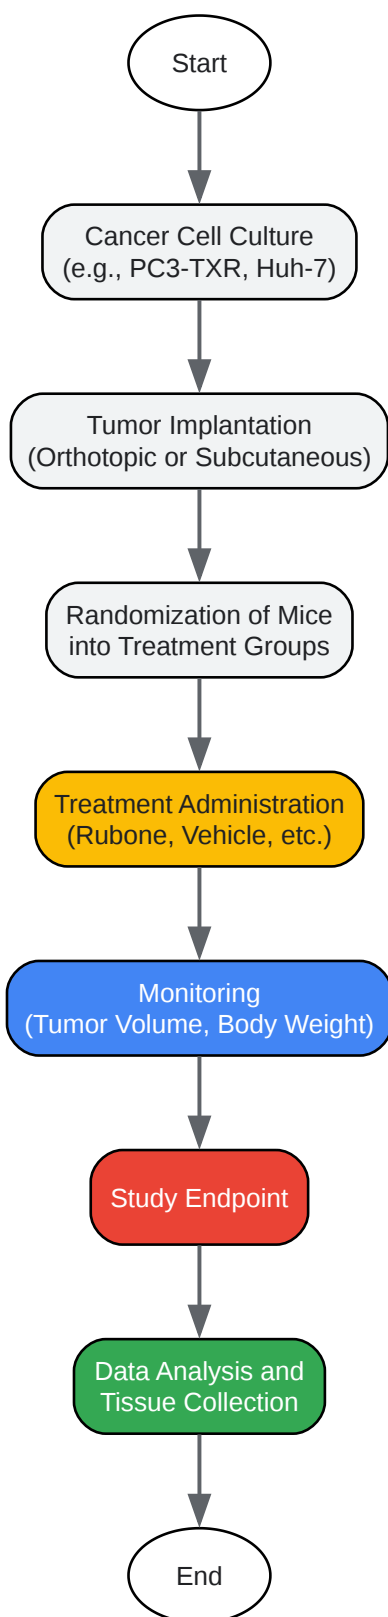 Start
Cancer Cell Culture
(e.g., PC3-TXR, Huh-7)
Tumor Implantation
(Orthotopic or Subcutaneous)
Randomization of Mice
into Treatment Groups
Treatment Administration
(Rubone, Vehicle, etc.)
Monitoring
(Tumor Volume, Body Weight)
Study Endpoint
Data Analysis and
Tissue Collection
End